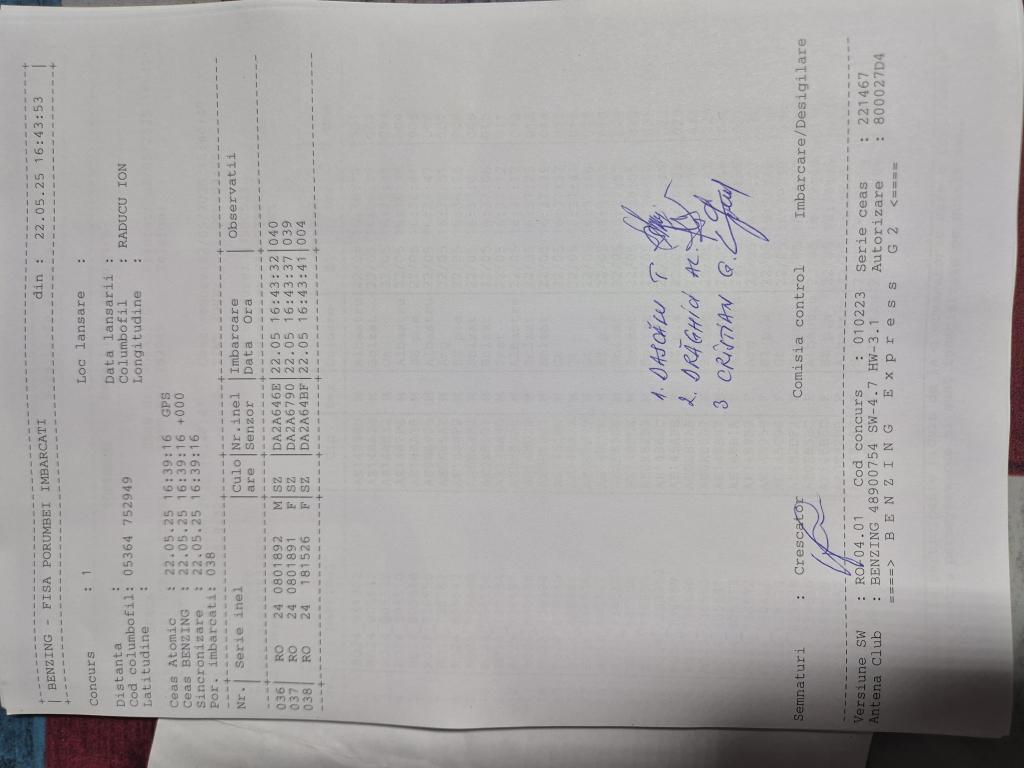 +-----------------------------------------------------------------------------+
| BENZING - FISA PORUMBEI IMBARCATI din : 22.05.25 16:43:53 |
+-----------------------------------------------------------------------------+
Concurs : 1 Loc lansare :
Distanta : Data lansarii :
Cod columbofil: 05364 752949 Columbofil : RADUCU ION
Latitudine : Longitudine :
Ceas Atomic : 22.05.25 16:39:16 GPS
Ceas BENZING : 22.05.25 16:39:16 +000
Sincronizare : 22.05.25 16:39:16
Por. imbarcati: 038
Nr.| Serie inel |Culo|Nr.inel |Imbarcare | Observatii
|are |Senzor |Data Ora |
036| RO 24 0801892 M|SZ |DA2A646E|22.05 16:43:32|040
037| RO 24 0801891 F|SZ |DA2A6790|22.05 16:43:37|039
038| RO 24 181526 F|SZ |DA2A64BF|22.05 16:43:41|004
1. DASCĂLU T
2. DRĂGHICI AL.
3 CRISTIAN G.
Semnaturi : Crescator Comisia control Imbarcare/Desigilare
Versiune SW : RO-04.01 Cod concurs : 010223 Serie ceas : 221467
Antena Club : BENZING 48900754 SW-4.7 HW-3.1 Autorizare : 800027D4
====> B E N Z I N G E x p r e s s G 2 <====